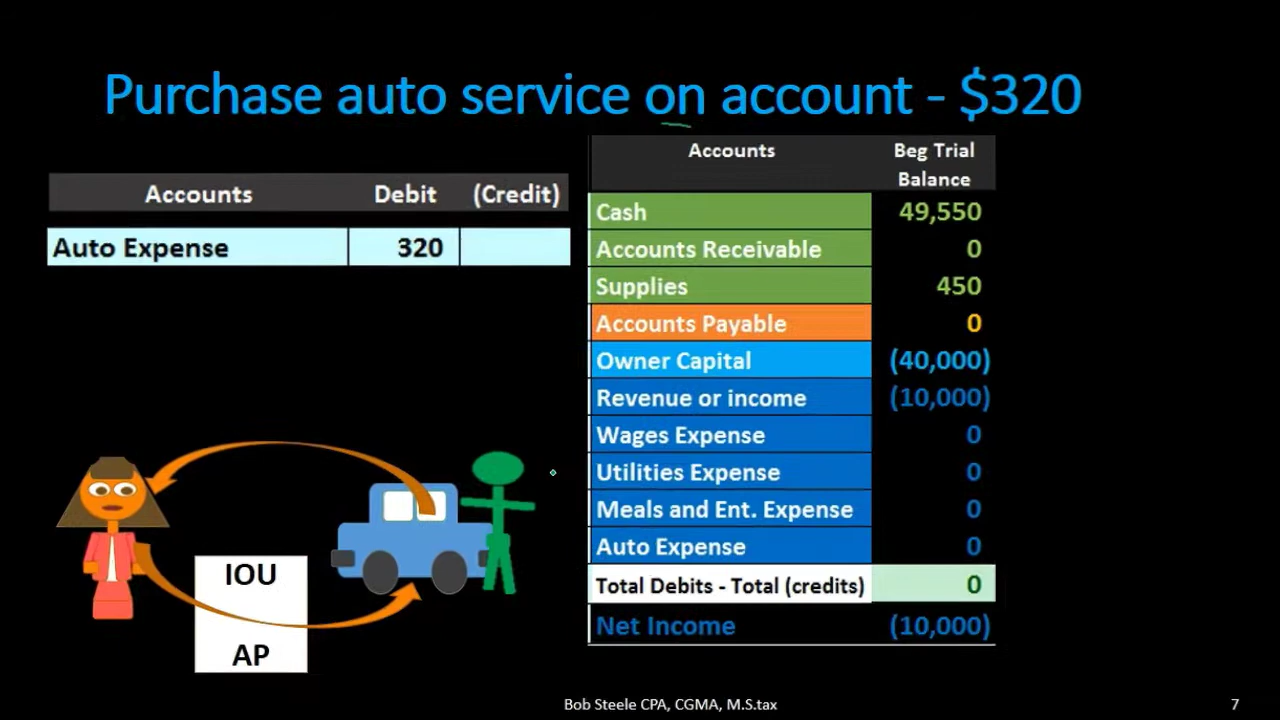 Purchase auto service on account - $320
Accounts Debit (Credit)
Auto Expense 320
IOU
AP
Accounts Beg Trial Balance
Cash 49,550
Accounts Receivable 0
Supplies 450
Accounts Payable 0
Owner Capital (40,000)
Revenue or income (10,000)
Wages Expense 0
Utilities Expense 0
Meals and Ent. Expense 0
Auto Expense 0
Total Debits - Total (credits) 0
Net Income (10,000)
Bob Steele CPA, CGMA, M.S.tax 7